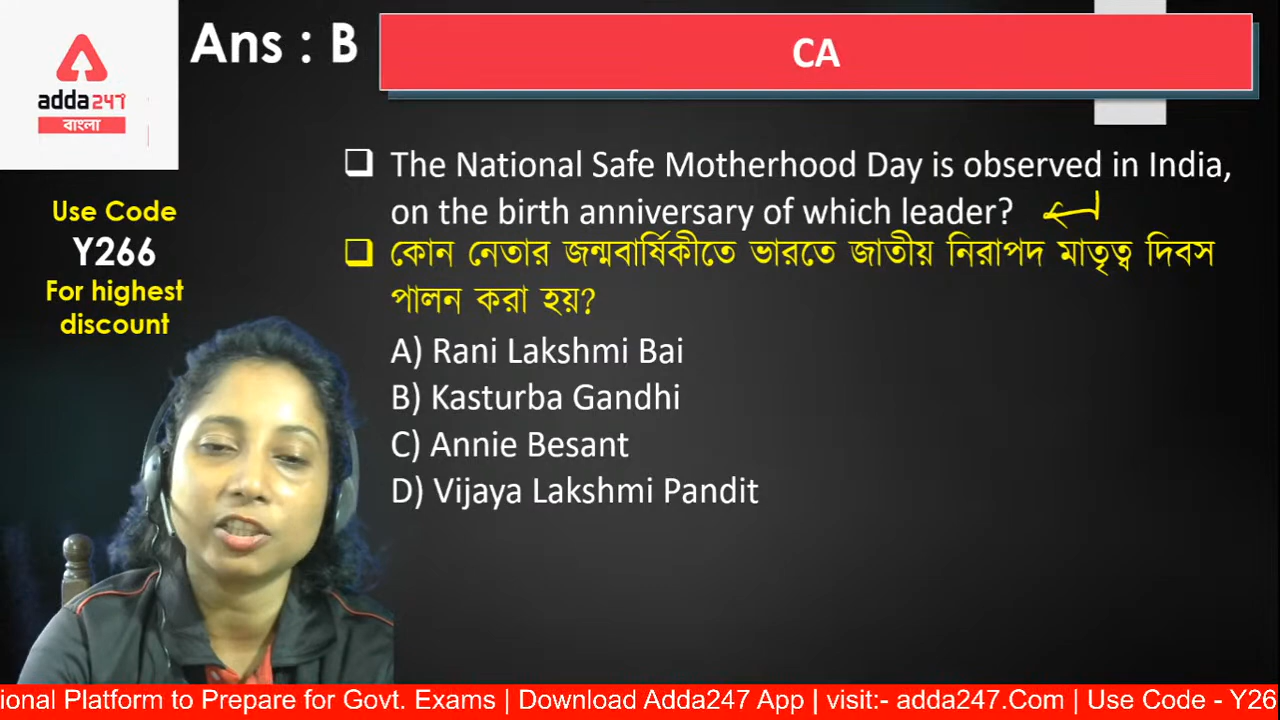 Ans : B
CA
adda247
বাংলা
The National Safe Motherhood Day is observed in India,
on the birth anniversary of which leader?
কোন নেতার জন্মবার্ষিকীতে ভারতে জাতীয় নিরাপদ মাতৃত্ব দিবস
পালন করা হয়?
A) Rani Lakshmi Bai
B) Kasturba Gandhi
C) Annie Besant
D) Vijaya Lakshmi Pandit
Use Code
Y266
For highest
discount
ional Platform to Prepare for Govt. Exams | Download Adda247 App | visit:- adda247.Com | Use Code - Y26